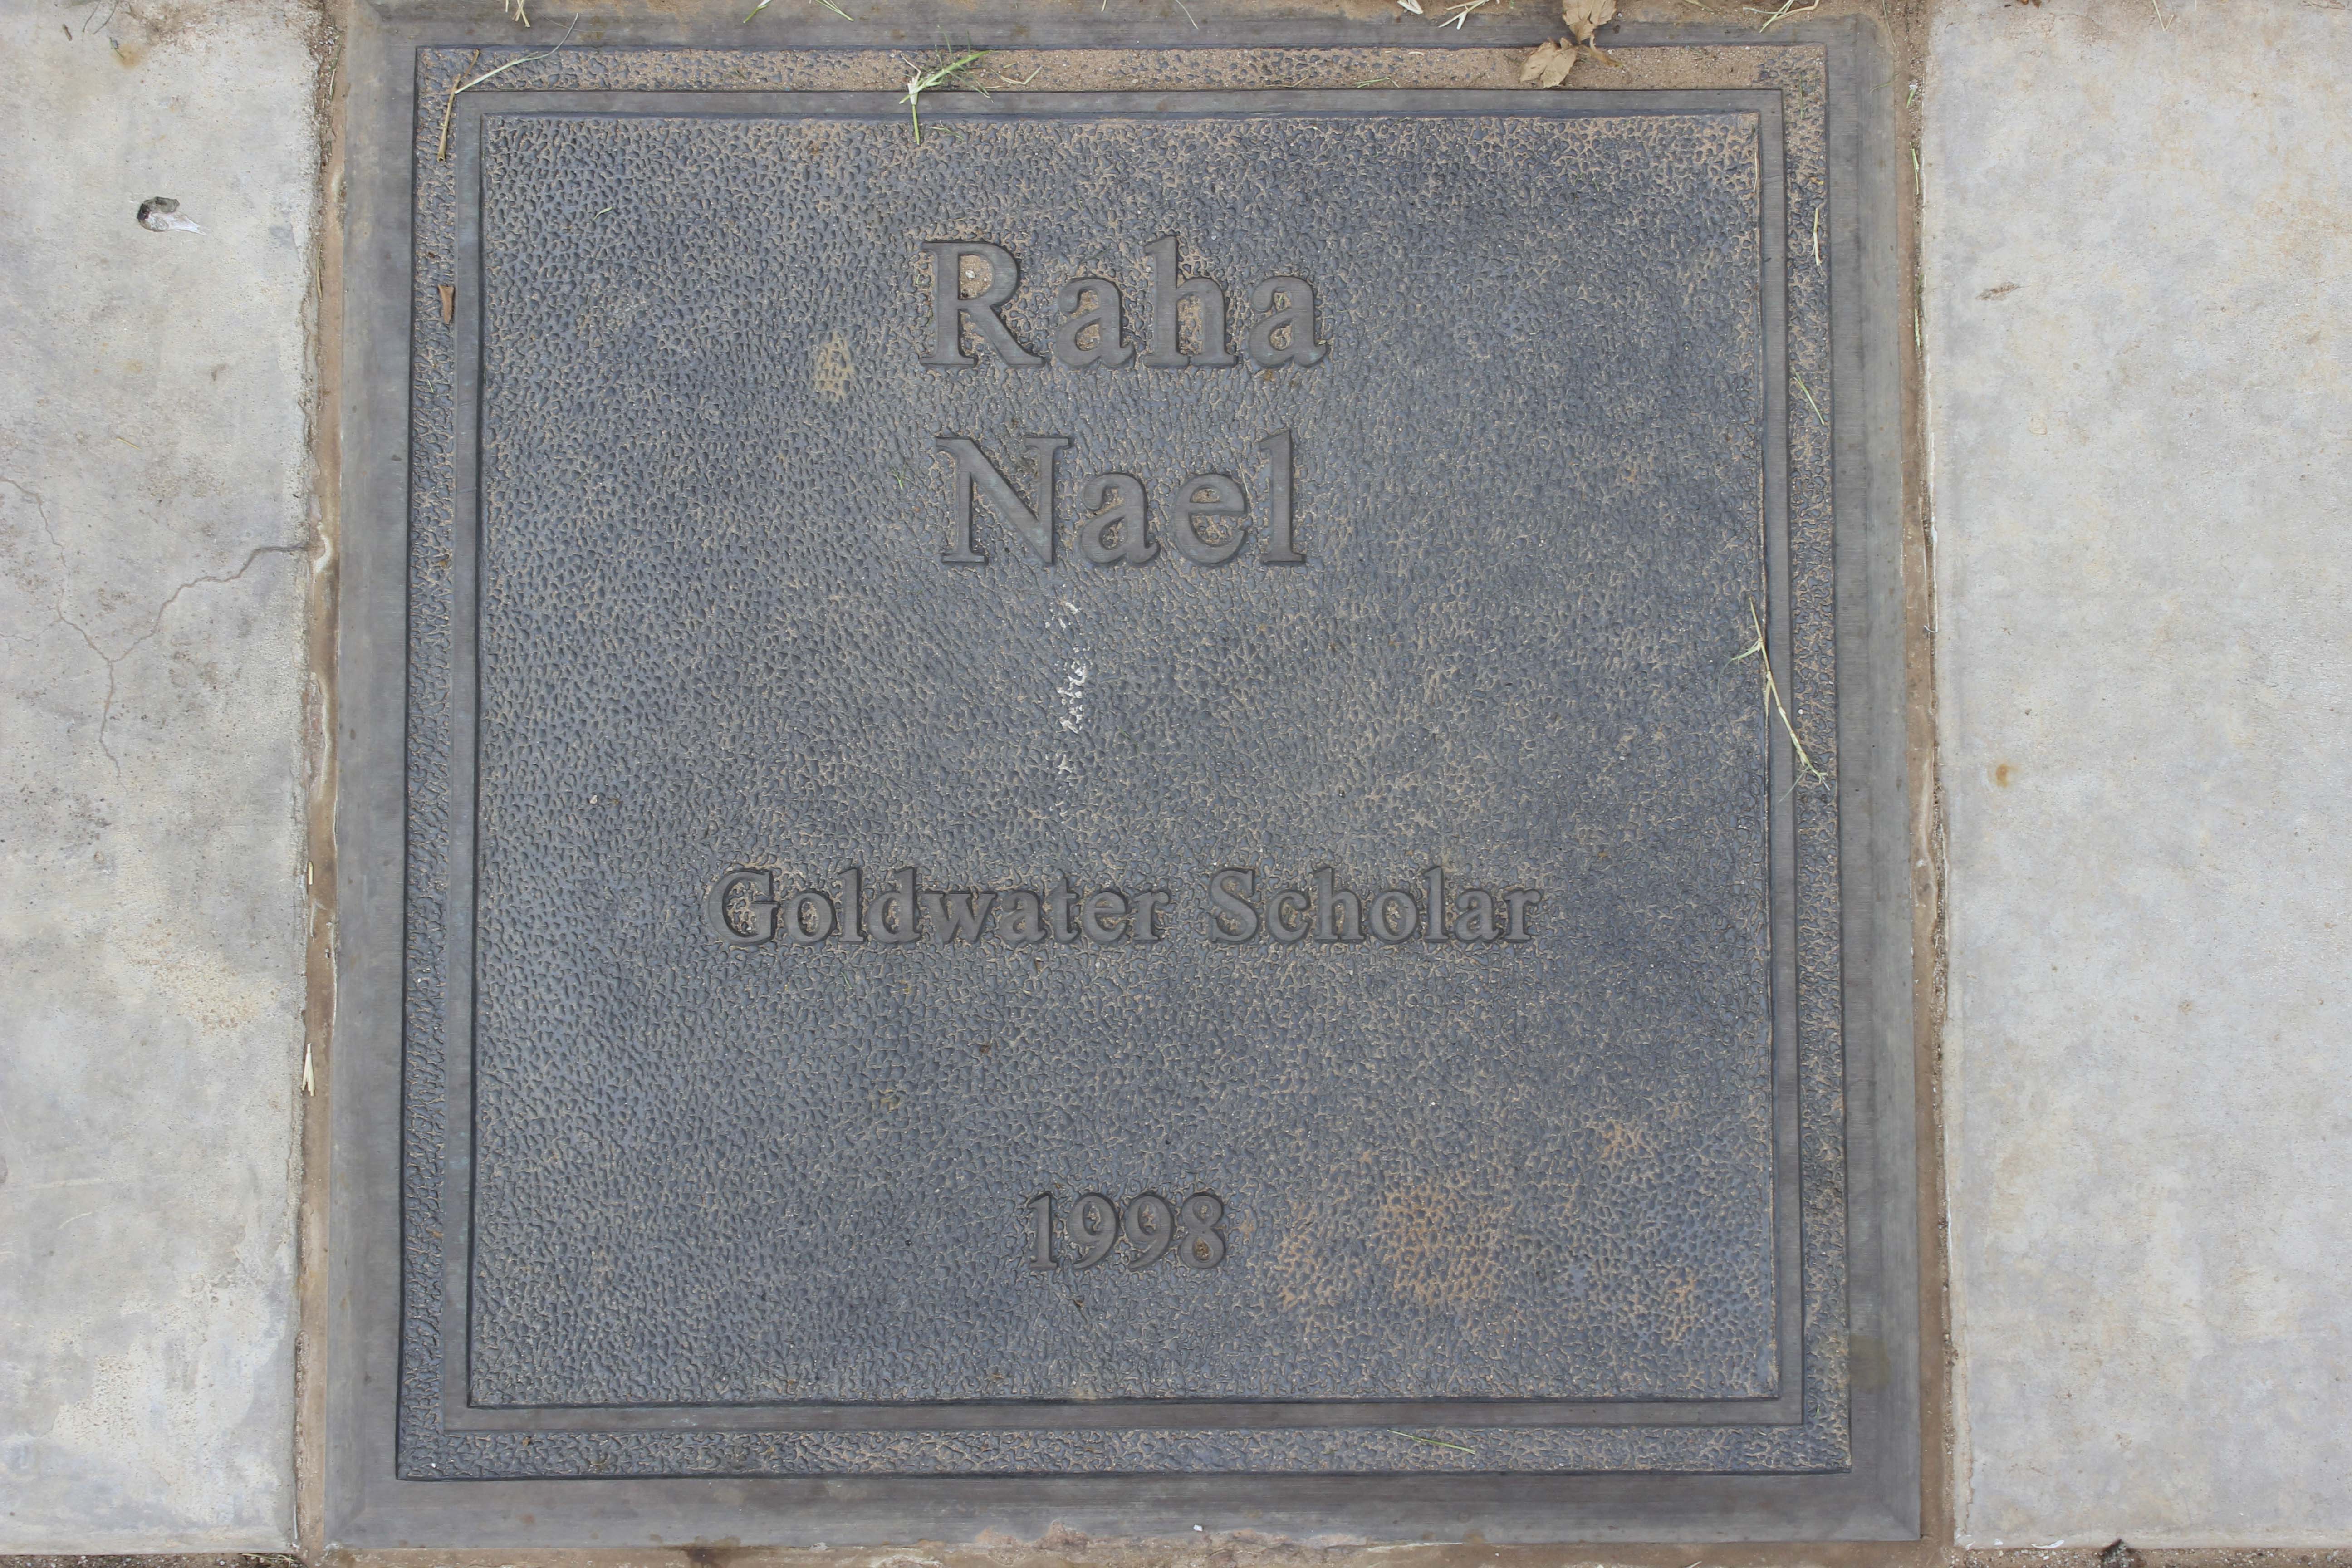 Raha
Nael
Goldwater Scholar
1998